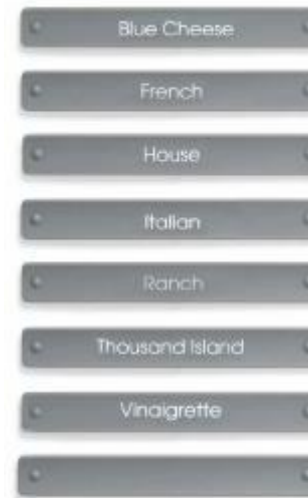 Blue Cheese
French
House
Italian
Ranch
Thousand Island
Vinaigrette